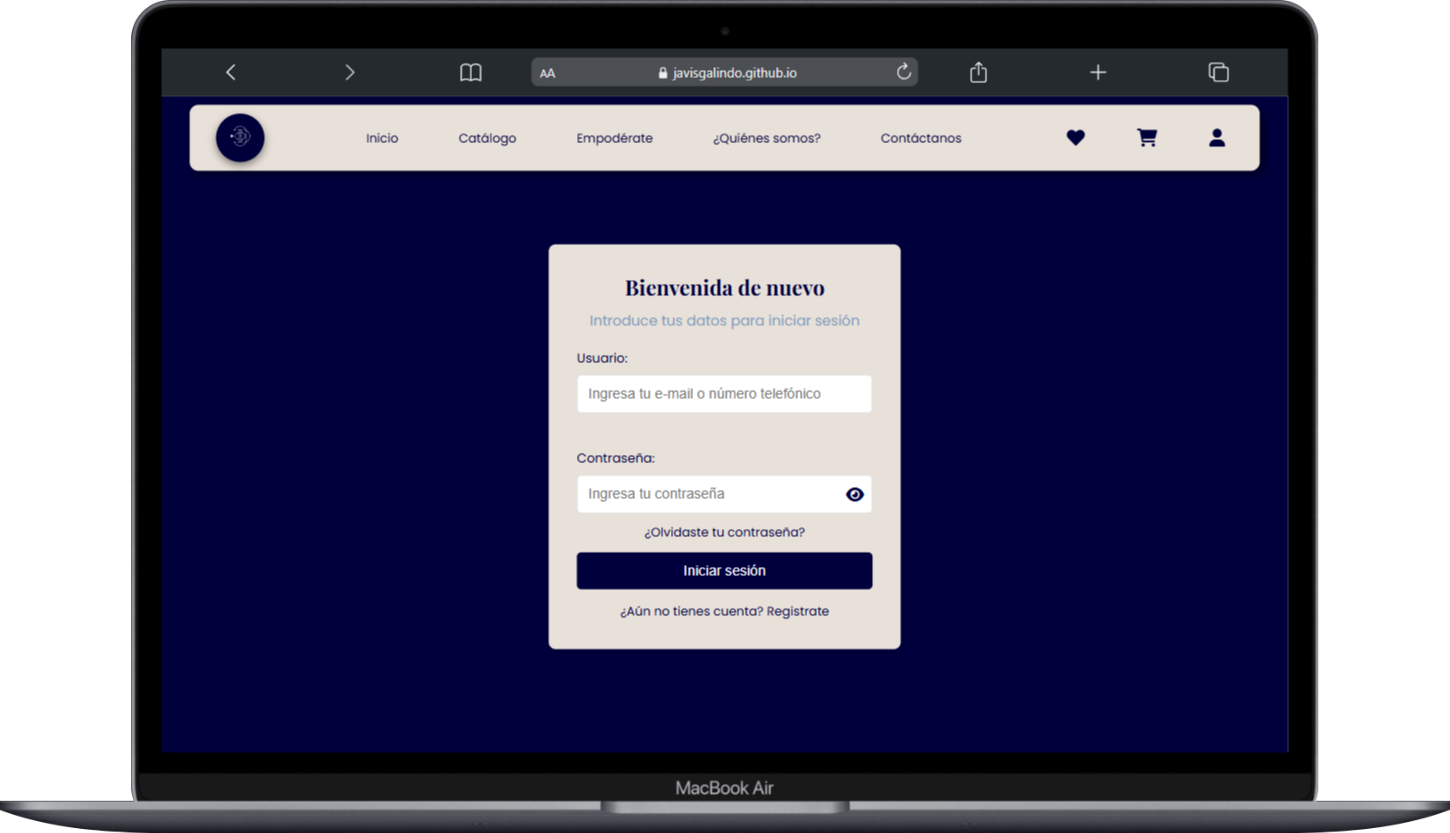 AA
javisgalindo.github.io
Inicio
Catálogo
Empodérate
¿Quiénes somos?
Contáctanos
Bienvenida de nuevo
Introduce tus datos para iniciar sesión
Usuario:
Ingresa tu e-mail o número telefónico
Contraseña:
Ingresa tu contraseña
¿Olvidaste tu contraseña?
Iniciar sesión
¿Aún no tienes cuenta? Registrate
MacBook Air